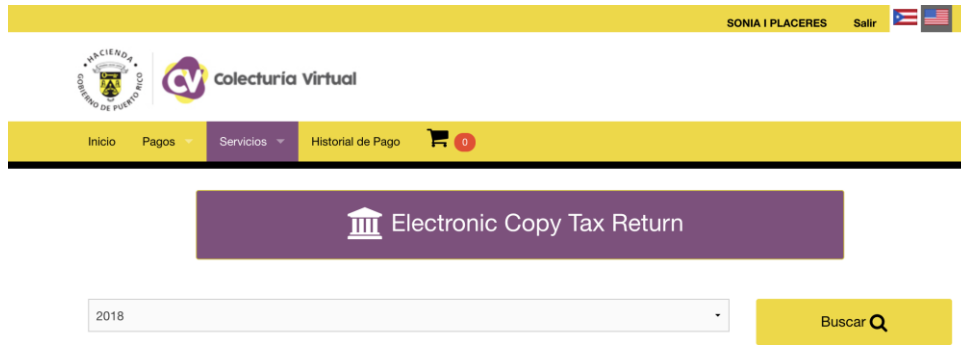 SONIA I PLACERES Salir
HACIENDA
GOBIERNO DE PUERTO RICO
CV Colecturía Virtual
Inicio Pagos Servicios Historial de Pago 0
Electronic Copy Tax Return
2018 Buscar